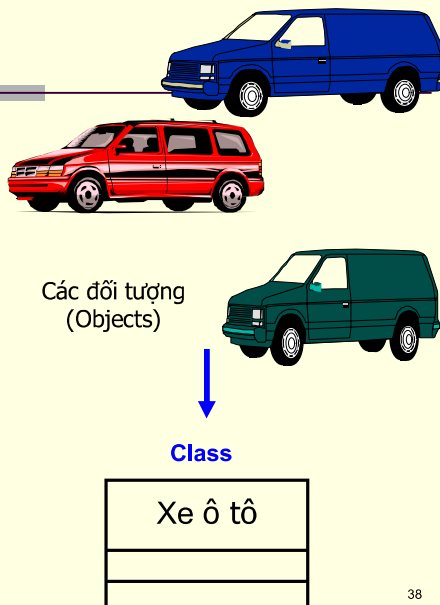 Các đối tượng
(Objects)
Class
Xe ô tô
38